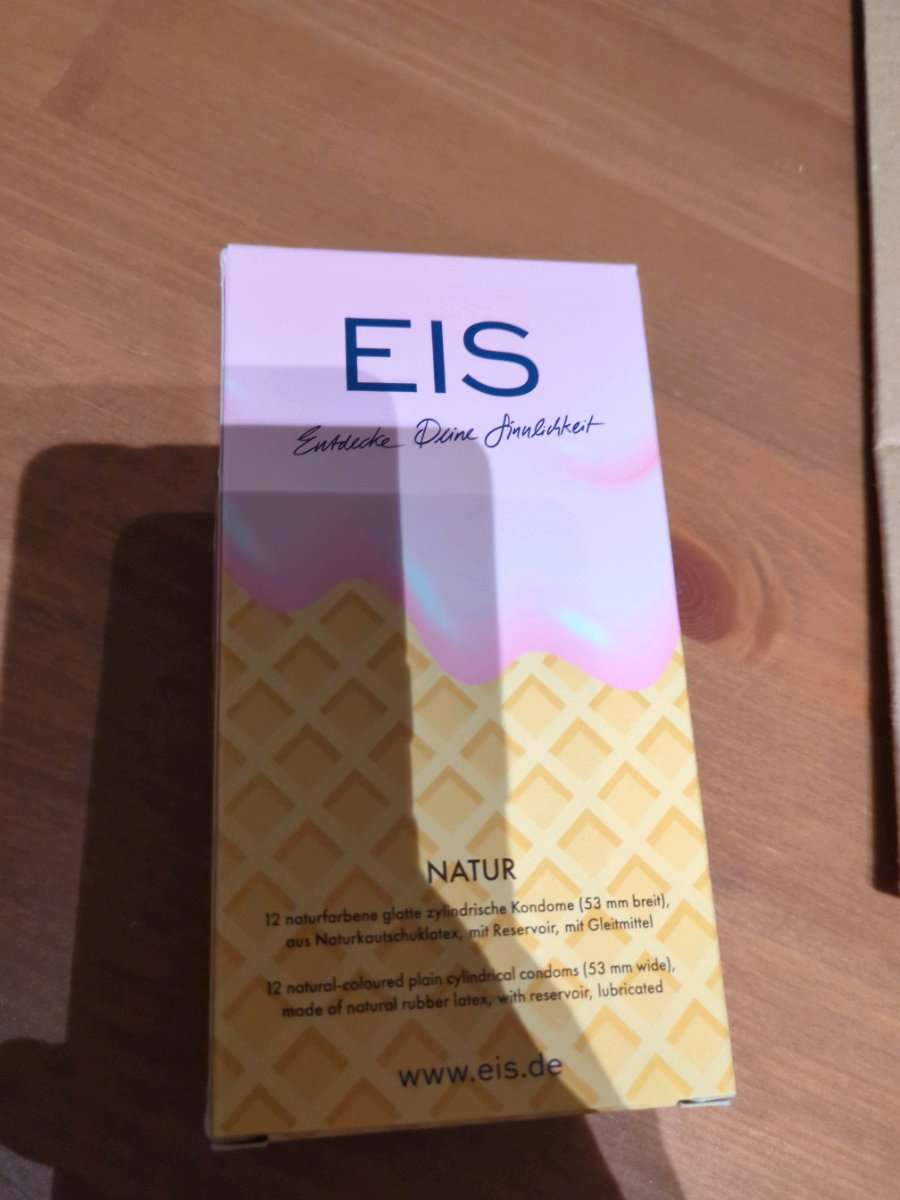 EIS
Entdecke Deine Sinnlichkeit
NATUR
12 naturfarbene glatte zylindrische Kondome (53 mm breit),
aus Naturkautschuklatex, mit Reservoir, mit Gleitmittel
12 natural-coloured plain cylindrical condoms (53 mm wide),
made of natural rubber latex, with reservoir, lubricated
www.eis.de